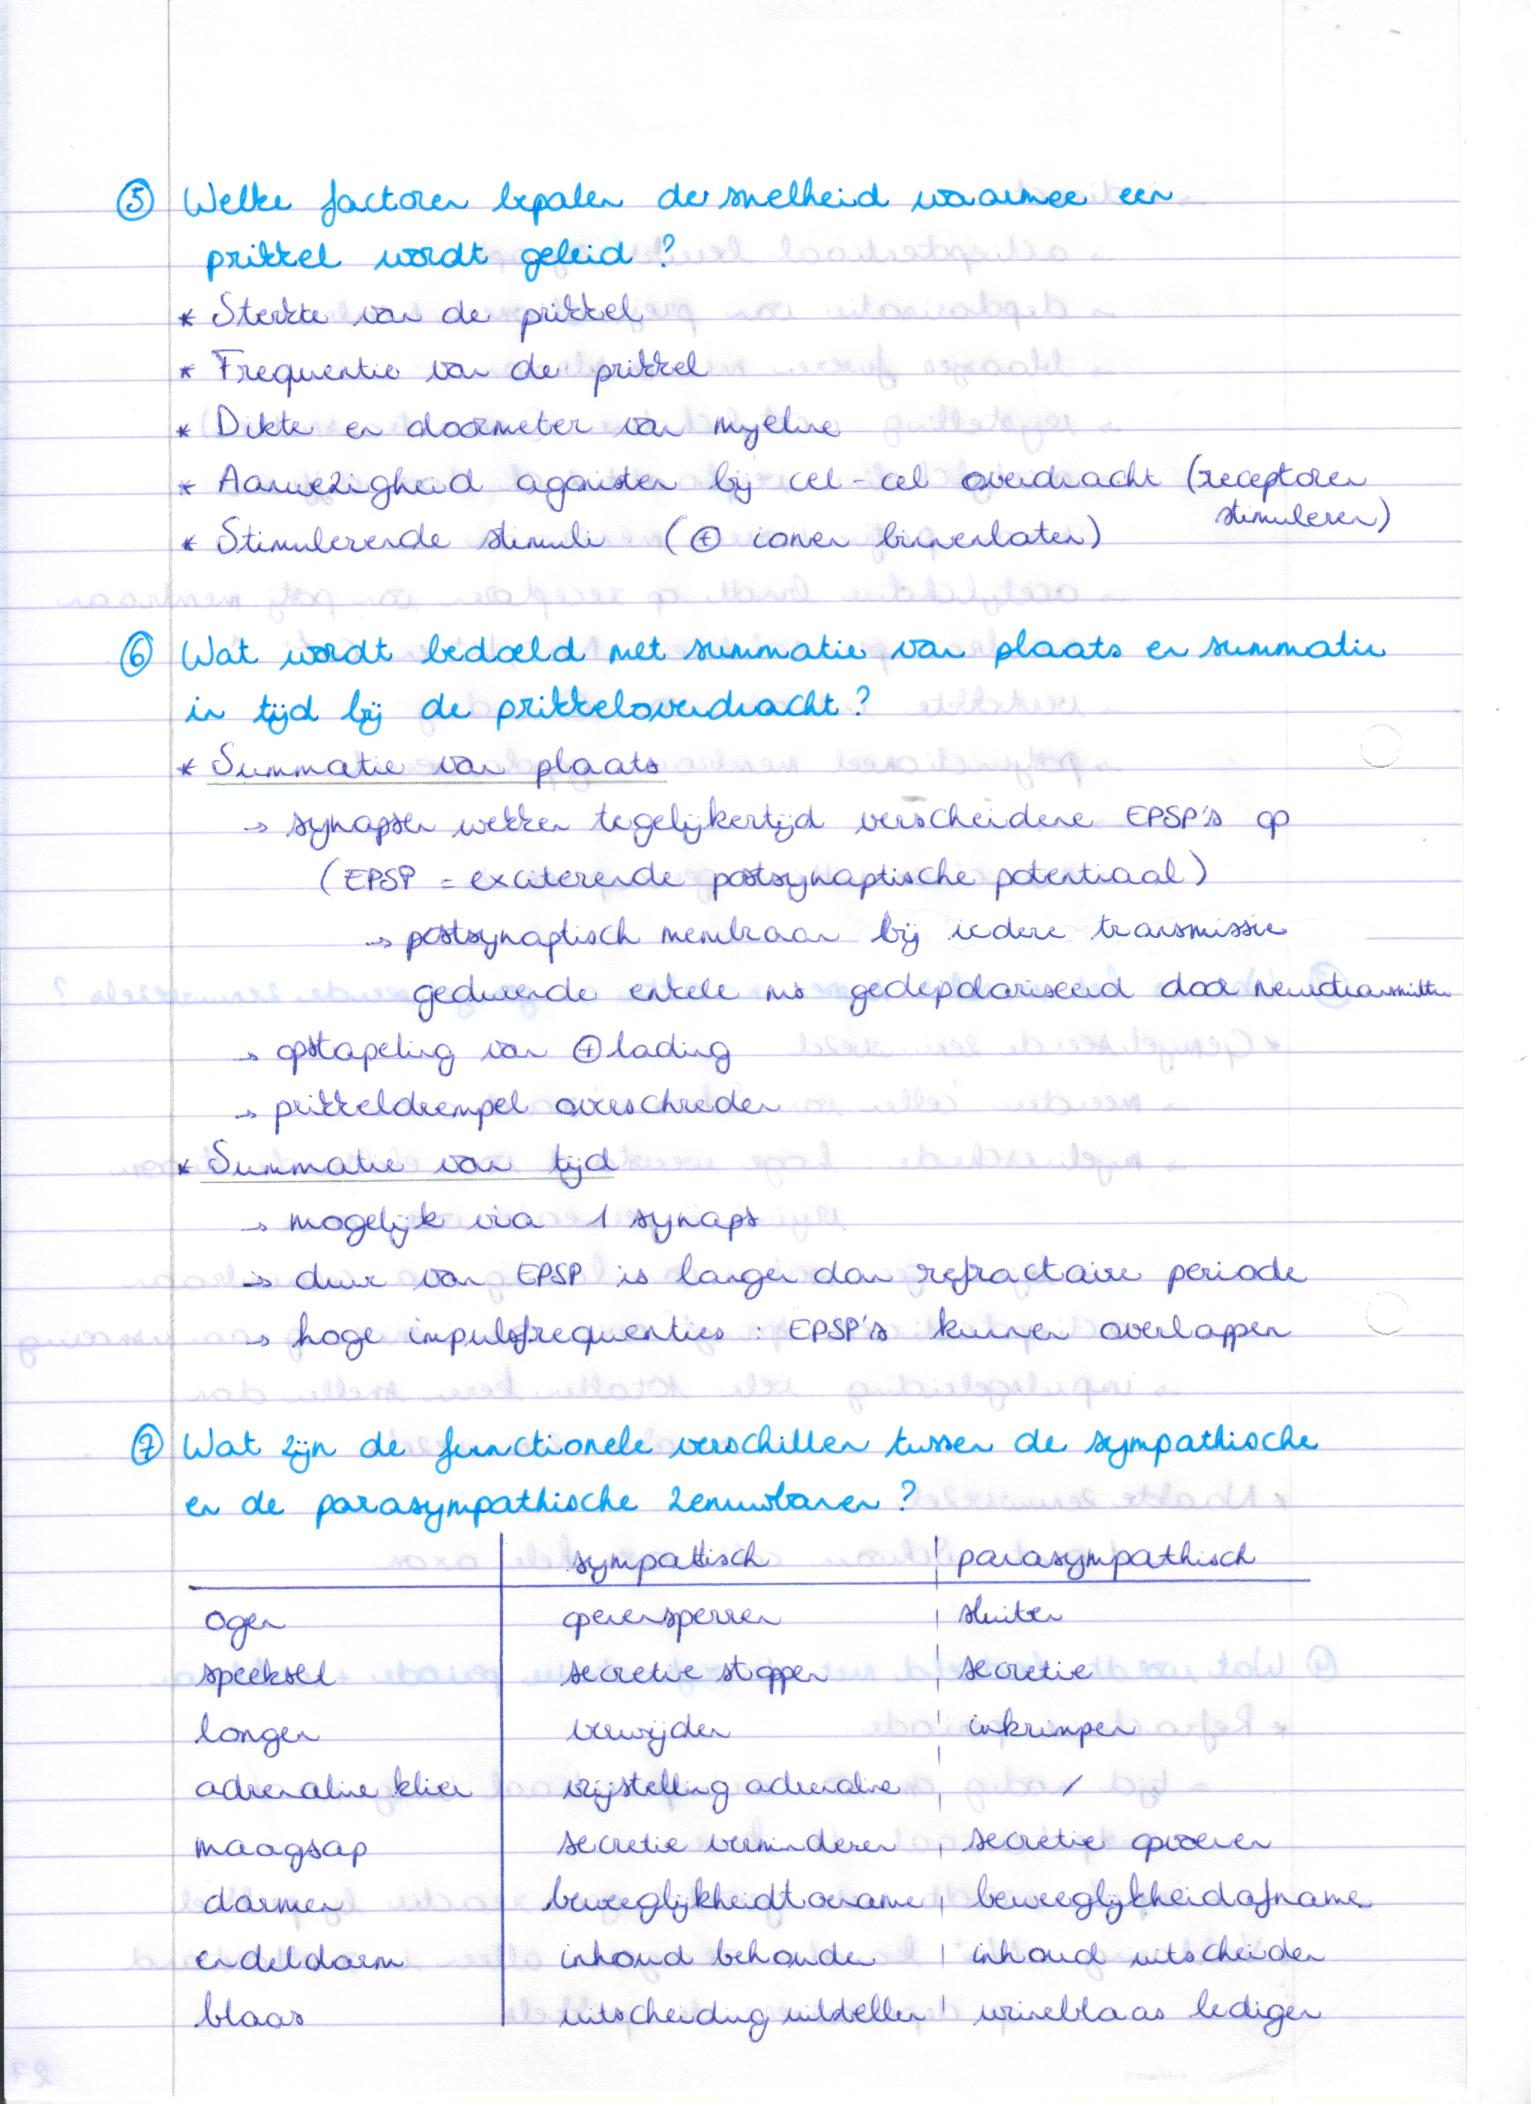 ⑤ Welke factoren bepalen de snelheid waarmee een
prikkel wordt geleid?
* Sterkte van de prikkel
* Frequentie van de prikkel
* Dikte en doormeter van myeline
* Aanwezigheid agonisten bij cel-cel overdracht (receptoren
stimuleren)
* Stimulerende stimuli (⊕ ionen binnenlaten)
⑥ Wat wordt bedoeld met summatie van plaats en summatie
in tijd bij de prikkeloverdracht?
* Summatie van plaats
→ synapsen wekken tegelijkertijd verscheidene EPSP's op
(EPSP = exciterende postsynaptische potentiaal)
→ postsynaptisch membraan bij iedere transmissie
gedurende enkele ms gedepolariseerd door neurotransmitter
→ opstapeling van ⊕ lading
→ prikkeldrempel overschreden
* Summatie van tijd
→ mogelijk via 1 synaps
→ duur van EPSP is langer dan refractaire periode
→ hoge impulsfrequenties : EPSP's kunnen overlappen
⑦ Wat zijn de functionele verschillen tussen de sympathische
en de parasympathische zenuwbanen?
sympathisch parasympathisch
ogen opensperren sluiten
speeksel secretie stoppen secretie
longen verwijden inkrimpen
adrenaline klier vrijstelling adrenaline /
maagsap secretie verminderen secretie opvoeren
darmen beweeglijkheidtoename beweeglijkheidafname
endeldarm inhoud behouden inhoud uitscheiden
blaas uitscheiding uitstellen urineblaas ledigen